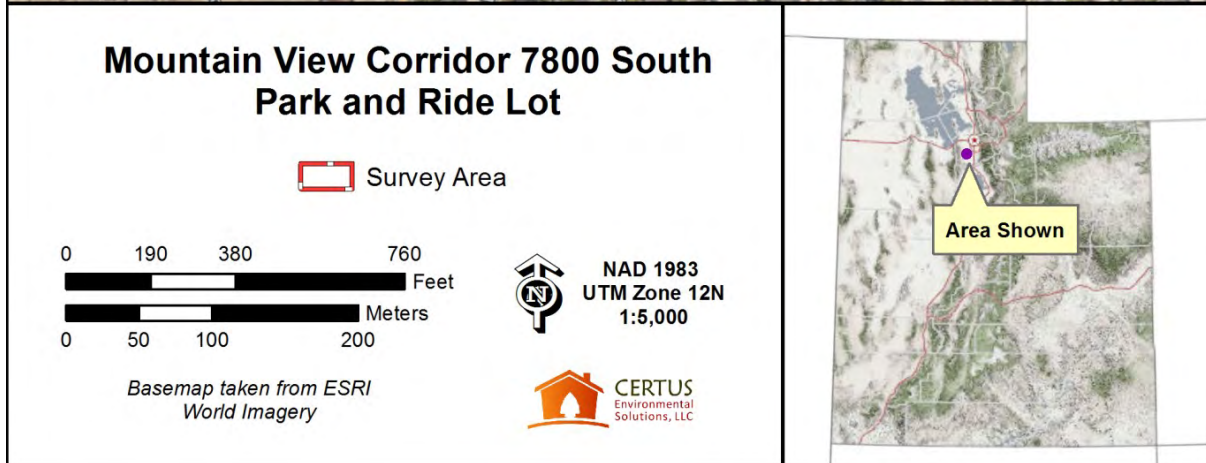 Mountain View Corridor 7800 South
Park and Ride Lot
Survey Area
0 190 380 760
Feet
Meters
0 50 100 200
N
NAD 1983
UTM Zone 12N
1:5,000
Basemap taken from ESRI
World Imagery
CERTUS
Environmental
Solutions, LLC
Area Shown